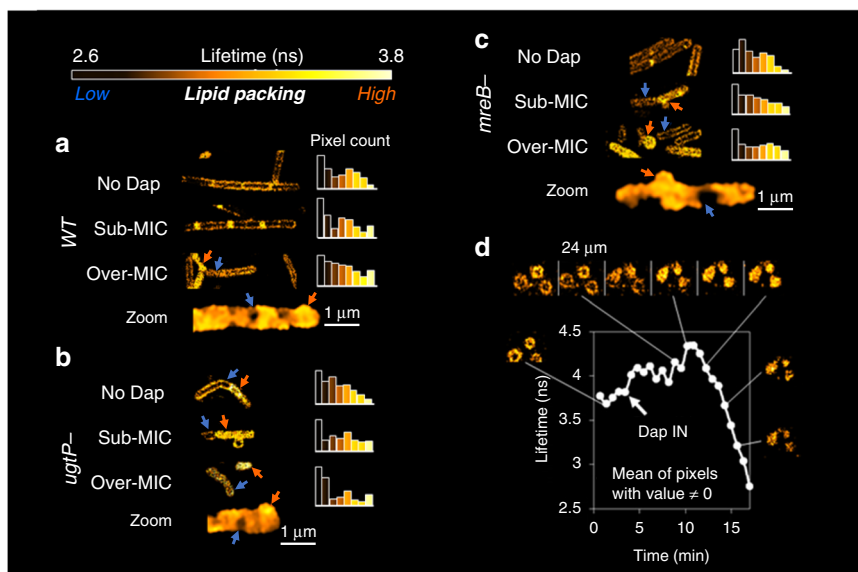 2.6 Lifetime (ns) 3.8
Low Lipid packing High
a
Pixel count
WT
No Dap
Sub-MIC
Over-MIC
Zoom
1 µm
b
ugtP–
No Dap
Sub-MIC
Over-MIC
Zoom
1 µm
c
mreB–
No Dap
Sub-MIC
Over-MIC
Zoom
1 µm
d
24 µm
4.5
4
3.5
3
2.5
Lifetime (ns)
Dap IN
Mean of pixels
with value ≠ 0
0 5 10 15
Time (min)